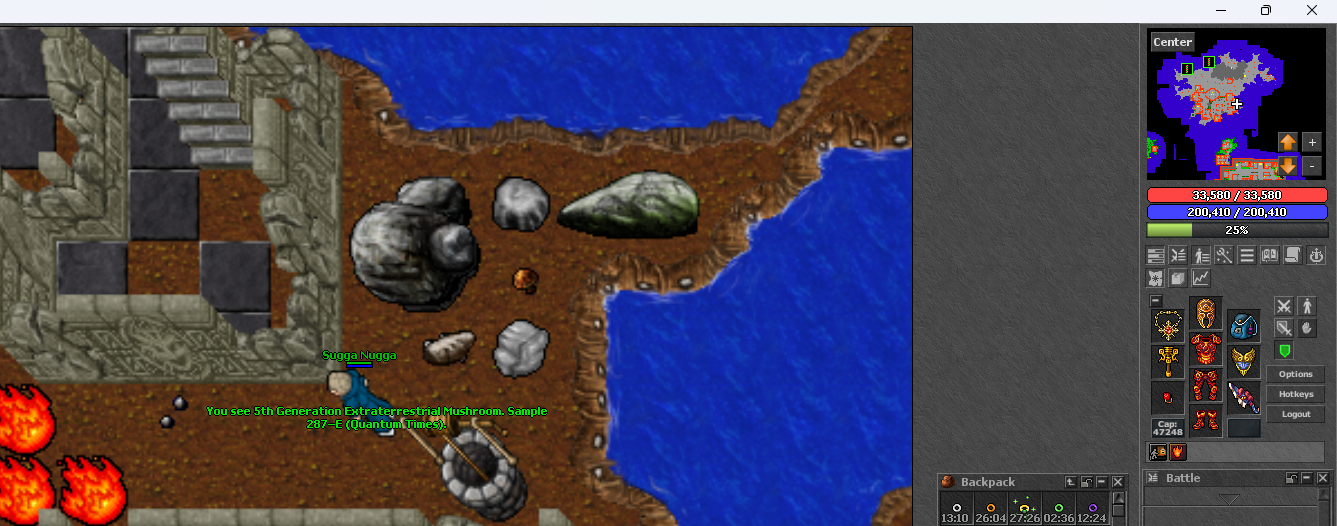 Center
+
-
33,580 / 33,580
200,410 / 200,410
25%
Sugga Nugga
You see 5th Generation Extraterrestrial Mushroom. Sample
287-E (Quantum Times).
Options
Hotkeys
Logout
Cap:
47248
Backpack
13:10 26:04 27:26 02:36 12:24
Battle